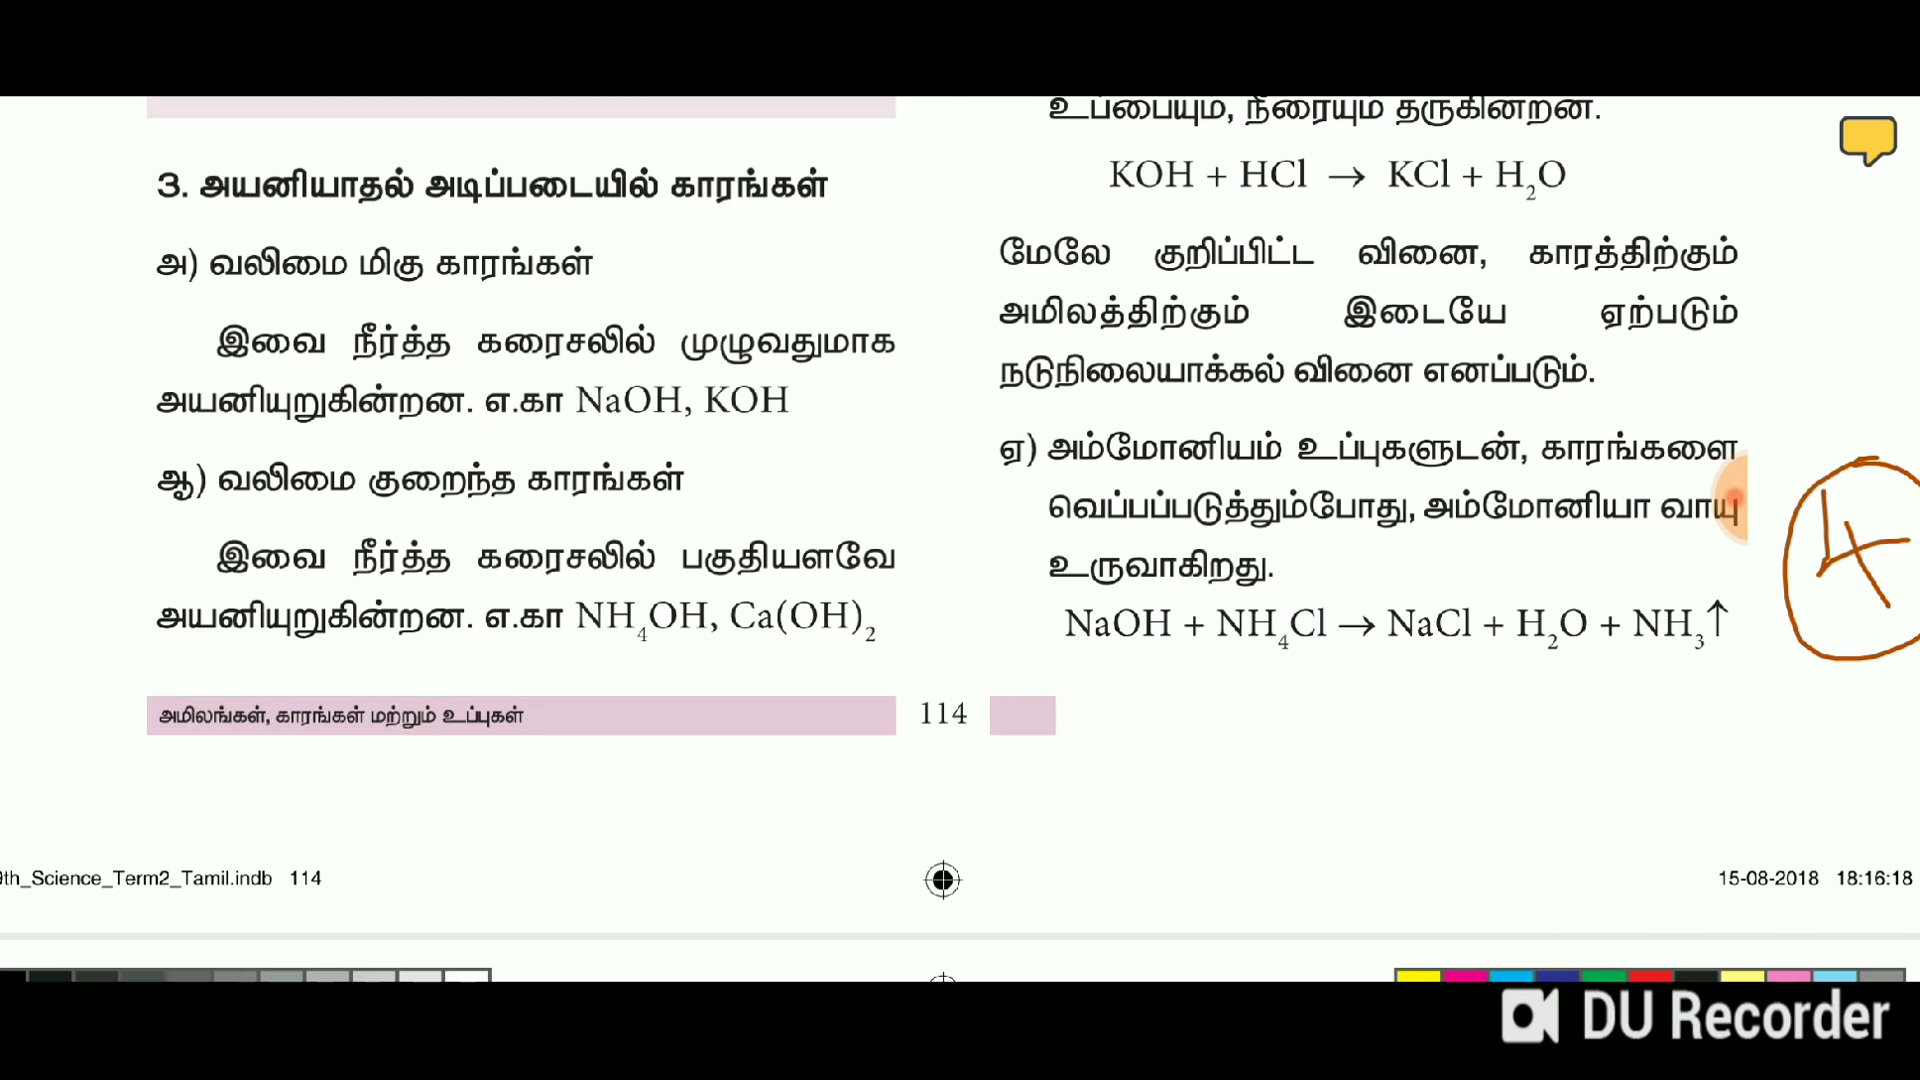 3. அயனியாதல் அடிப்படையில் காரங்கள்
அ) வலிமை மிகு காரங்கள்
இவை நீர்த்த கரைசலில் முழுவதுமாக
அயனியுறுகின்றன. எ.கா NaOH, KOH
ஆ) வலிமை குறைந்த காரங்கள்
இவை நீர்த்த கரைசலில் பகுதியளவே
அயனியுறுகின்றன. எ.கா NH₄OH, Ca(OH)₂
உப்பையும், நீரையும் தருகின்றன.
KOH + HCl → KCl + H₂O
மேலே குறிப்பிட்ட வினை, காரத்திற்கும்
அமிலத்திற்கும் இடையே ஏற்படும்
நடுநிலையாக்கல் வினை எனப்படும்.
ஏ) அம்மோனியம் உப்புகளுடன், காரங்களை
வெப்பப்படுத்தும்போது, அம்மோனியா வாயு
உருவாகிறது.
NaOH + NH₄Cl → NaCl + H₂O + NH₃↑
4
அமிலங்கள், காரங்கள் மற்றும் உப்புகள்
114
9th_Science_Term2_Tamil.indb 114
15-08-2018 18:16:18
DU Recorder